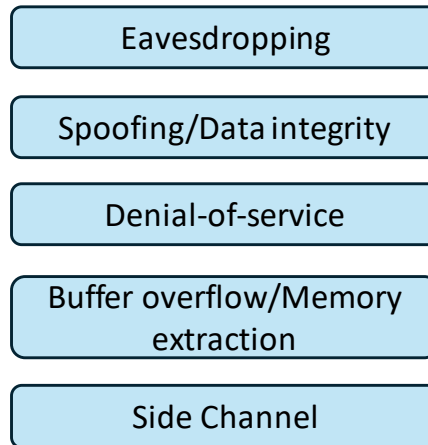 Eavesdropping
Spoofing/Data integrity
Denial-of-service
Buffer overflow/Memory
extraction
Side Channel